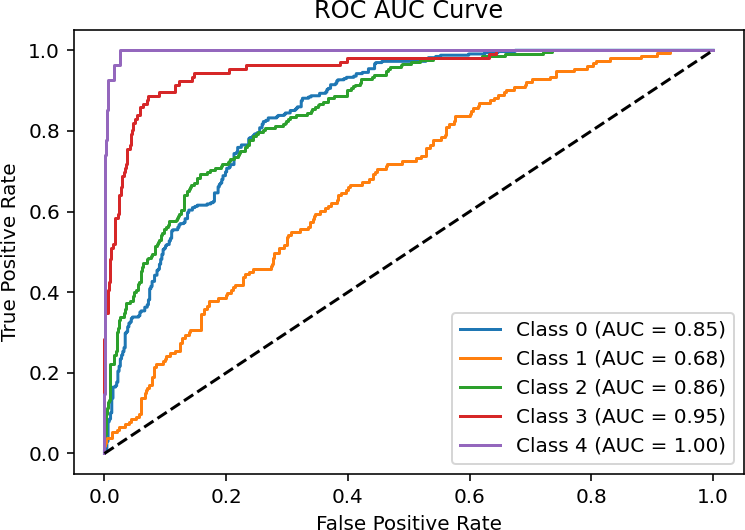 ROC AUC Curve
True Positive Rate
1.0
0.8
0.6
0.4
0.2
0.0
Class 0 (AUC = 0.85)
Class 1 (AUC = 0.68)
Class 2 (AUC = 0.86)
Class 3 (AUC = 0.95)
Class 4 (AUC = 1.00)
0.0 0.2 0.4 0.6 0.8 1.0
False Positive Rate